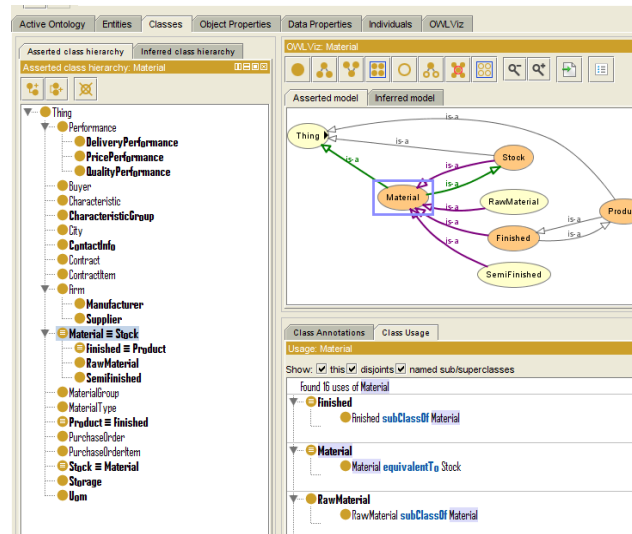 Active Ontology Entities Classes Object Properties Data Properties Individuals OWLViz
Asserted class hierarchy Inferred class hierarchy
Asserted class hierarchy: Material
Thing
Performance
DeliveryPerformance
PricePerformance
QualityPerformance
Buyer
Characteristic
CharacteristicGroup
City
ContactInfo
Contract
ContractItem
Firm
Manufacturer
Supplier
Material ≡ Stock
Finished ≡ Product
RawMaterial
SemiFinished
MaterialGroup
MaterialType
Product ≡ Finished
PurchaseOrder
PurchaseOrderItem
Stock ≡ Material
Storage
Uom
OWLViz: Material
Asserted model Inferred model
is-a
Thing
is-a
is-a
Stock
is-a
is-a
Material
RawMaterial
is-a
is-a
Produ
is-a
Finished
is-a
is-a
SemiFinished
Class Annotations Class Usage
Usage: Material
Show: this disjoints named sub/superclasses
Found 16 uses of Material
Finished
Finished subClassOf Material
Material
Material equivalentTo Stock
RawMaterial
RawMaterial subClassOf Material